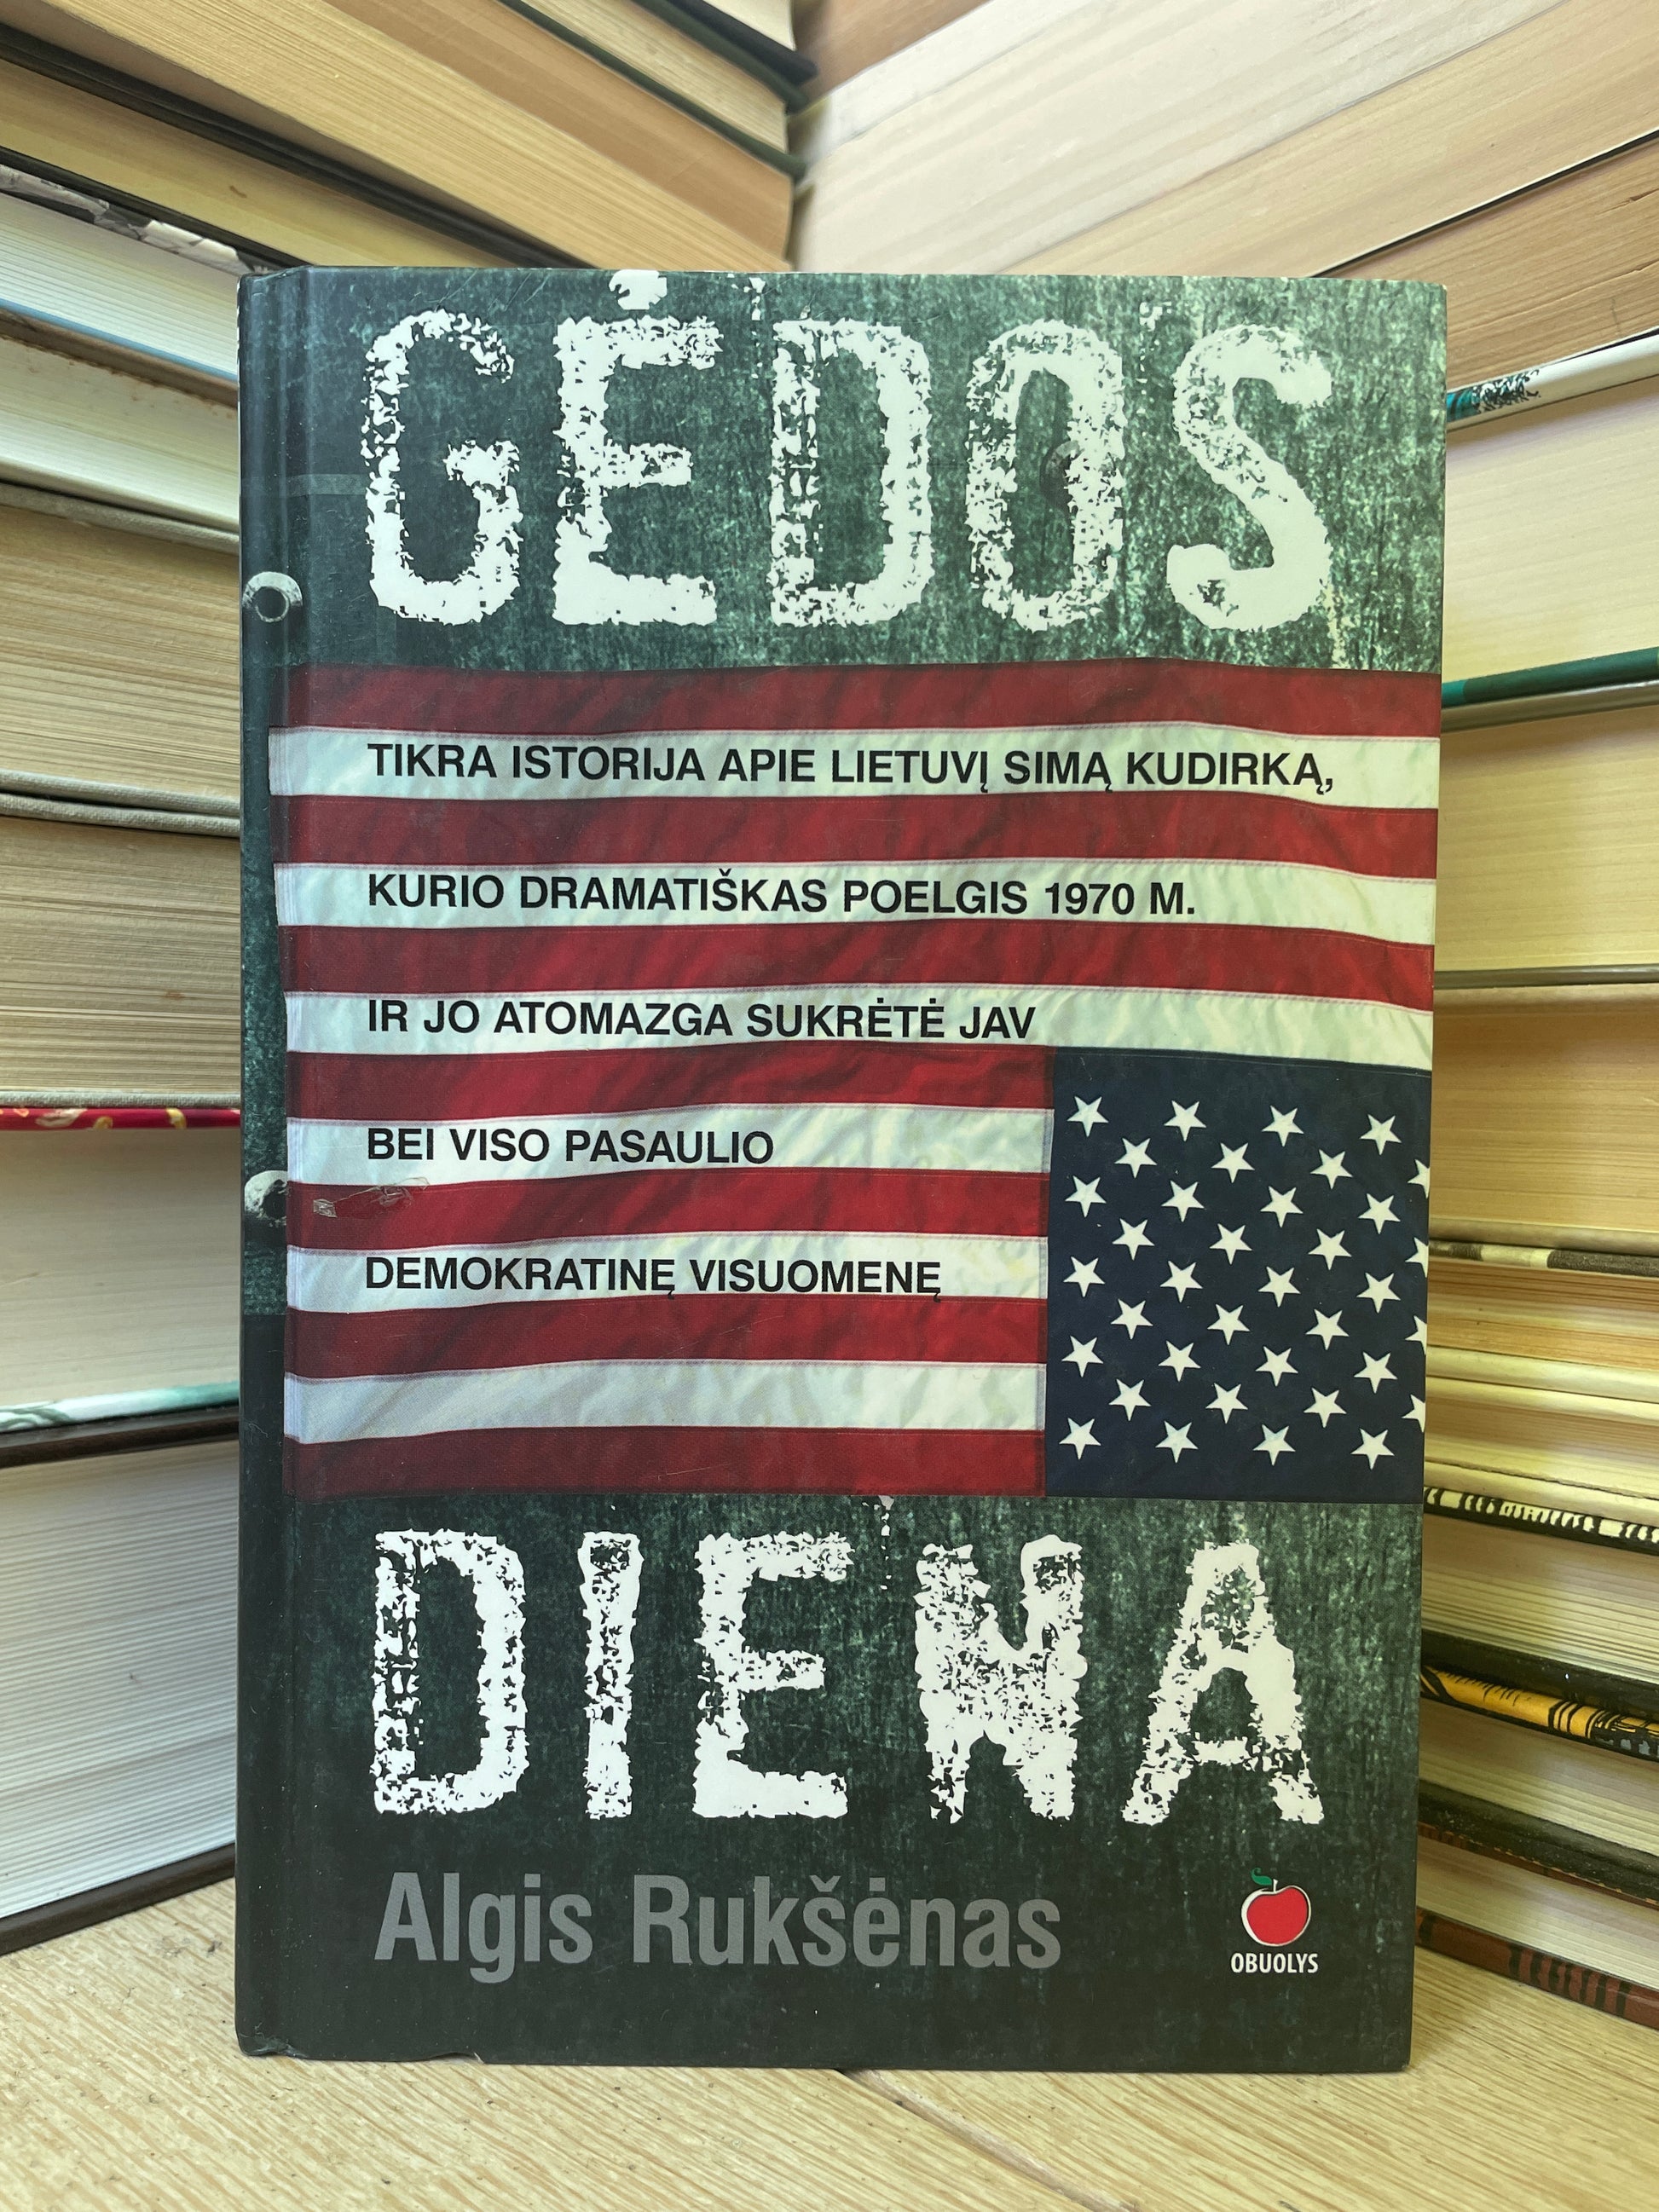 GĖDOS
TIKRA ISTORIJA APIE LIETUVĮ SIMĄ KUDIRKĄ,
KURIO DRAMATIŠKAS POELGIS 1970 M.
IR JO ATOMAZGA SUKRĖTĖ JAV
BEI VISO PASAULIO
DEMOKRATINĘ VISUOMENĘ
DIENA
Algis Rukšėnas
OBUOLYS